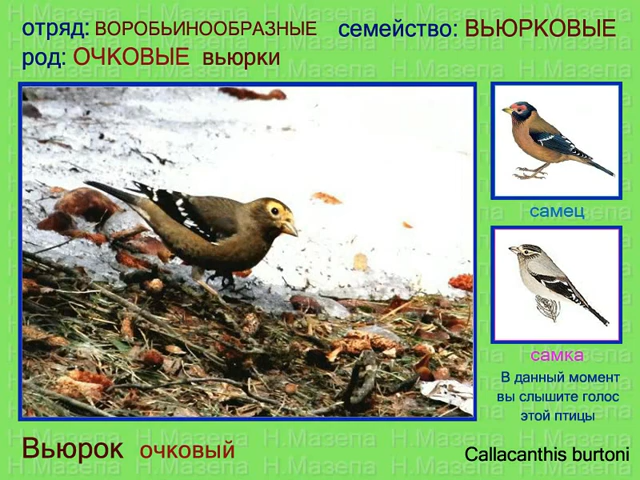 отряд: ВОРОБЬИНООБРАЗНЫЕ семейство: ВЬЮРКОВЫЕ
род: ОЧКОВЫЕ вьюрки
самец
самка
В данный момент
вы слышите голос
этой птицы
Вьюрок очковый
Callacanthis burtoni
Н.Мазепа